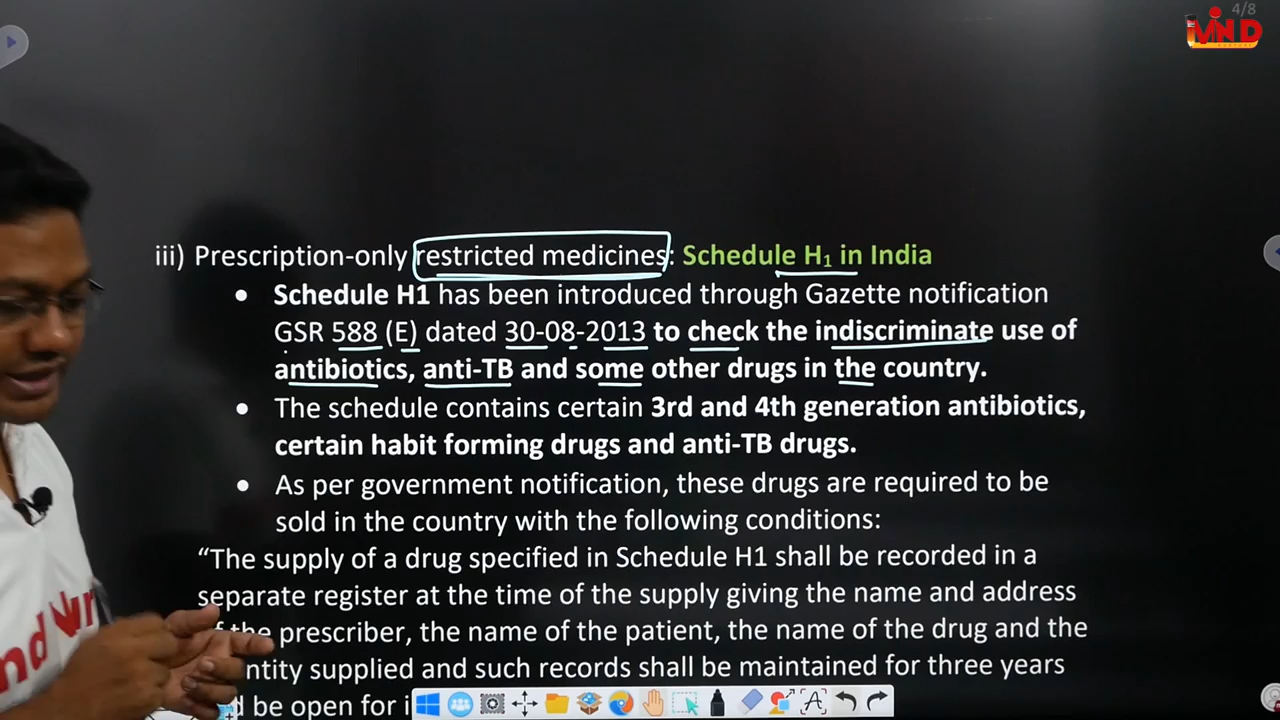 4/8
MIND
iii) Prescription-only restricted medicines: Schedule H₁ in India
• Schedule H1 has been introduced through Gazette notification
GSR 588 (E) dated 30-08-2013 to check the indiscriminate use of
antibiotics, anti-TB and some other drugs in the country.
• The schedule contains certain 3rd and 4th generation antibiotics,
certain habit forming drugs and anti-TB drugs.
• As per government notification, these drugs are required to be
sold in the country with the following conditions:
“The supply of a drug specified in Schedule H1 shall be recorded in a
separate register at the time of the supply giving the name and address
the prescriber, the name of the patient, the name of the drug and the
supplied and such records shall be maintained for three years
be open for